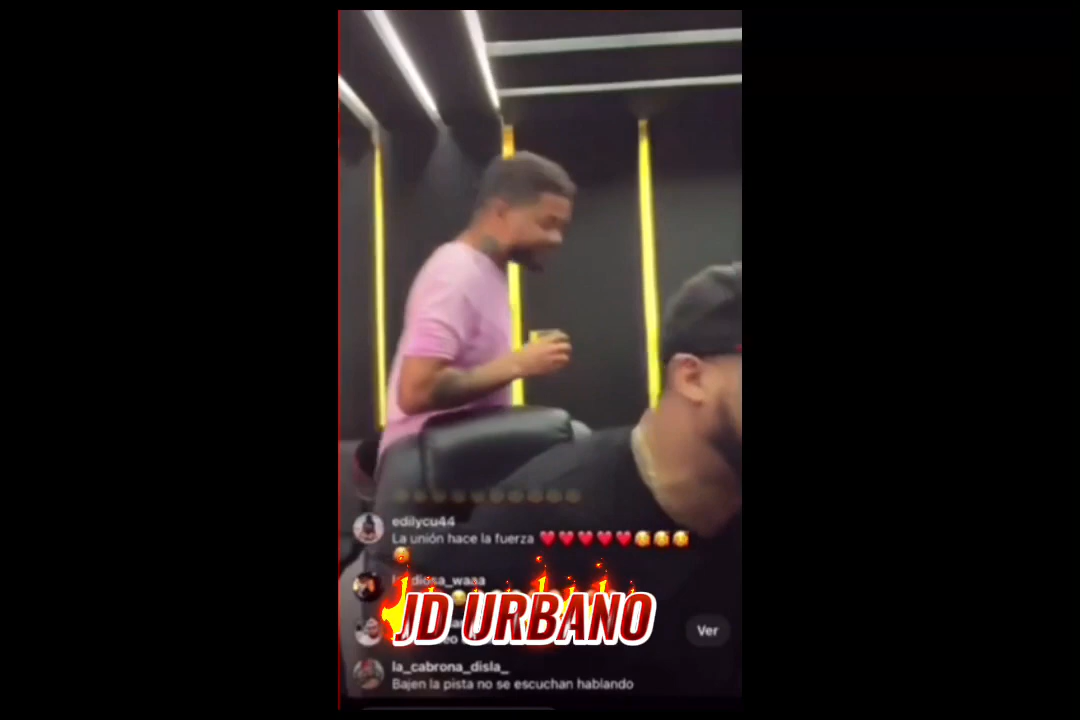 edilycu44
La unión hace la fuerza ❤️❤️❤️❤️❤️🥰🥰🥰
🥰
JD URBANO
Ver
la_cabrona_disla_
Bajen la pista no se escuchan hablando